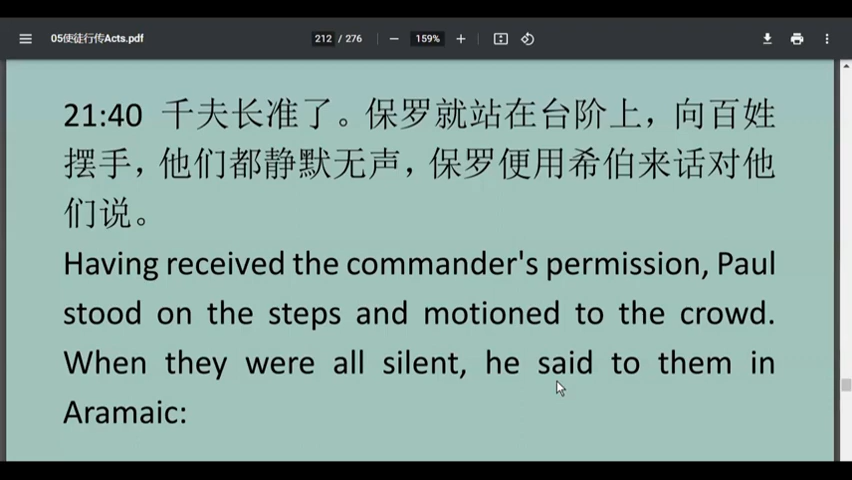 05使徒行传Acts.pdf
212 / 276
159%
21:40 千夫长准了。保罗就站在台阶上，向百姓
摆手，他们都静默无声，保罗便用希伯来话对他
们说。
Having received the commander's permission, Paul
stood on the steps and motioned to the crowd.
When they were all silent, he said to them in
Aramaic: